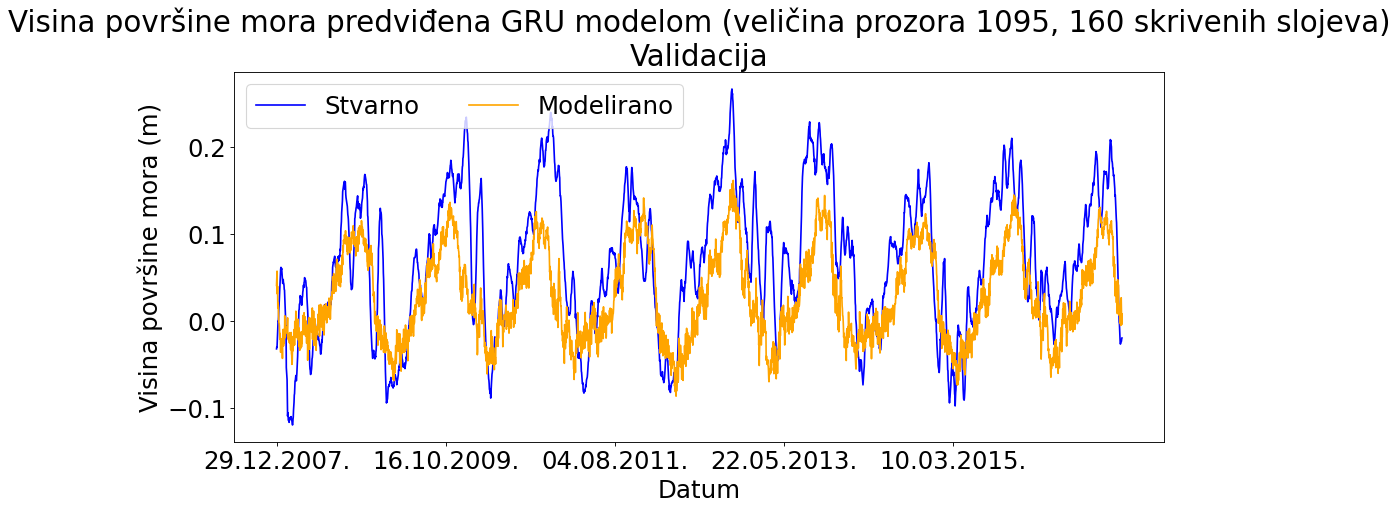 Visina površine mora predviđena GRU modelom (veličina prozora 1095, 160 skrivenih slojeva)
Validacija
Stvarno Modelirano
Visina površine mora (m)
0.2
0.1
0.0
−0.1
29.12.2007. 16.10.2009. 04.08.2011. 22.05.2013. 10.03.2015.
Datum